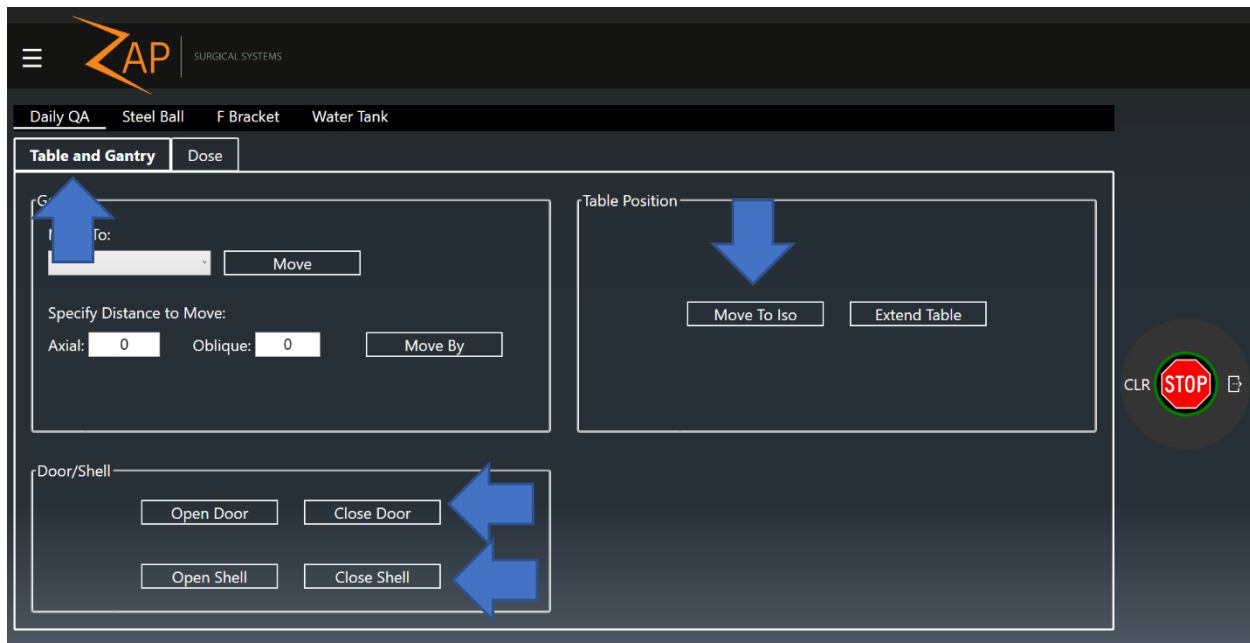 ZAP SURGICAL SYSTEMS
Daily QA Steel Ball F Bracket Water Tank
Table and Gantry Dose
Table Position
To:
Move
Move To Iso Extend Table
Specify Distance to Move:
Axial: 0 Oblique: 0 Move By
CLR STOP
Door/Shell
Open Door Close Door
Open Shell Close Shell